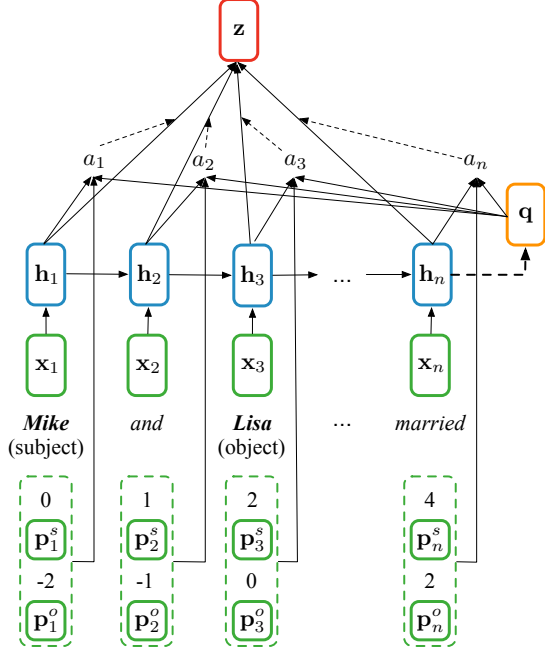 z
a₁ a₂ a₃ aₙ
q
h₁ h₂ h₃ ... hₙ
x₁ x₂ x₃ xₙ
Mike and Lisa ... married
(subject) (object)
0 1 2 4
p₁ˢ p₂ˢ p₃ˢ pₙˢ
-2 -1 0 2
p₁ᵒ p₂ᵒ p₃ᵒ pₙᵒ